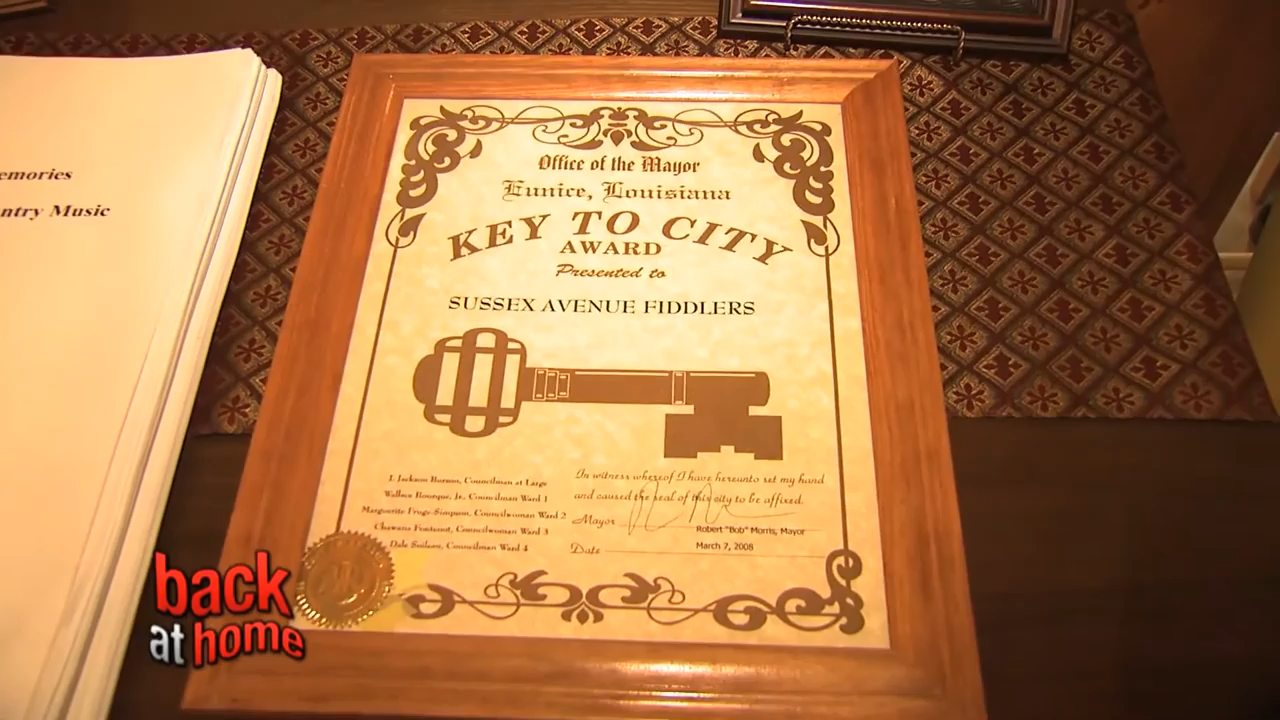 emories
ntry Music
Office of the Mayor
Eunice, Louisiana
KEY TO CITY
AWARD
Presented to
SUSSEX AVENUE FIDDLERS
I. Jackson Burson, Councilman at Large
Wallace Bourque, Jr., Councilman Ward 1
Marguerite Fruge-Simpson, Councilwoman Ward 2
Chawana Fontenot, Councilwoman Ward 3
Dale Soileau, Councilman Ward 4
In witness whereof I have hereunto set my hand
and caused the seal of this city to be affixed.
Mayor
Robert "Bob" Morris, Mayor
Date
March 7, 2008
back
at home